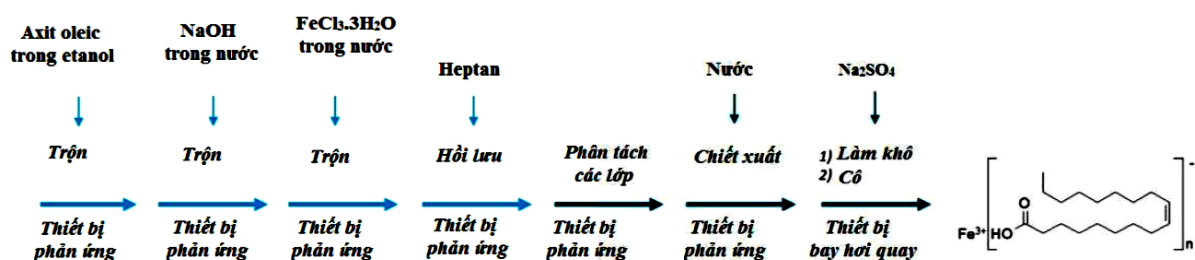 Axit oleic
trong etanol
NaOH
trong nước
FeCl₃.3H₂O
trong nước
Heptan
Nước
Na₂SO₄
Trộn
Trộn
Trộn
Hồi lưu
Phân tách
các lớp
Chiết xuất
1) Làm khô
2) Cô
Thiết bị
phản ứng
Thiết bị
phản ứng
Thiết bị
phản ứng
Thiết bị
phản ứng
Thiết bị
phản ứng
Thiết bị
phản ứng
Thiết bị
bay hơi quay
O
Fe³⁺
HO
-
n